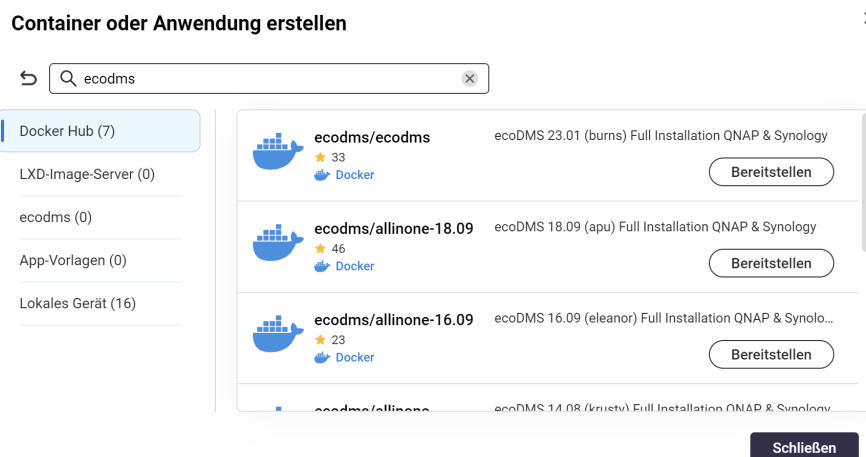 Container oder Anwendung erstellen
ecodms
Docker Hub (7)
LXD-Image-Server (0)
ecodms (0)
App-Vorlagen (0)
Lokales Gerät (16)
ecodms/ecodms
33
Docker
ecoDMS 23.01 (burns) Full Installation QNAP & Synology
Bereitstellen
ecodms/allinone-18.09
46
Docker
ecoDMS 18.09 (apu) Full Installation QNAP & Synology
Bereitstellen
ecodms/allinone-16.09
23
Docker
ecoDMS 16.09 (eleanor) Full Installation QNAP & Synolo...
Bereitstellen
ecodms/allinone
ecoDMS 14.08 (krusty) Full Installation QNAP & Synology
Schließen